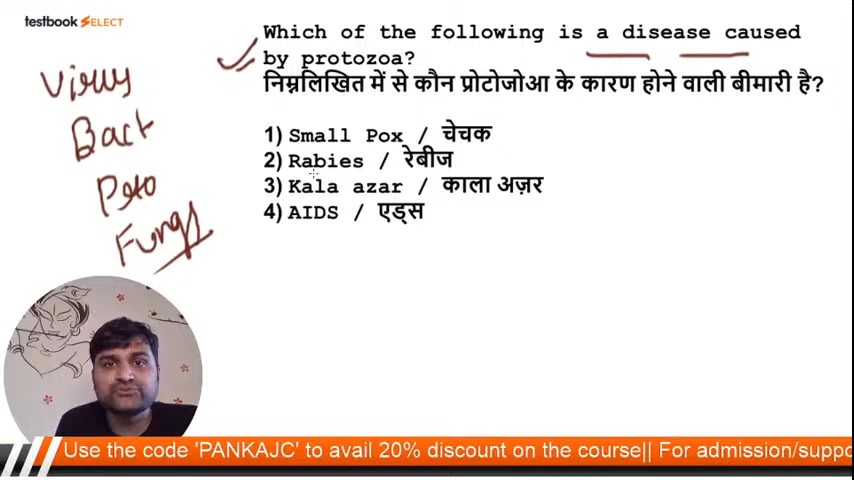 testbook SELECT
Which of the following is a disease caused
by protozoa?
निम्नलिखित में से कौन प्रोटोजोआ के कारण होने वाली बीमारी है?
1) Small Pox / चेचक
2) Rabies / रेबीज
3) Kala azar / काला अज़र
4) AIDS / एड्स
Virus
Bact
Proto
Fungs
Use the code 'PANKAJC' to avail 20% discount on the course|| For admission/suppo